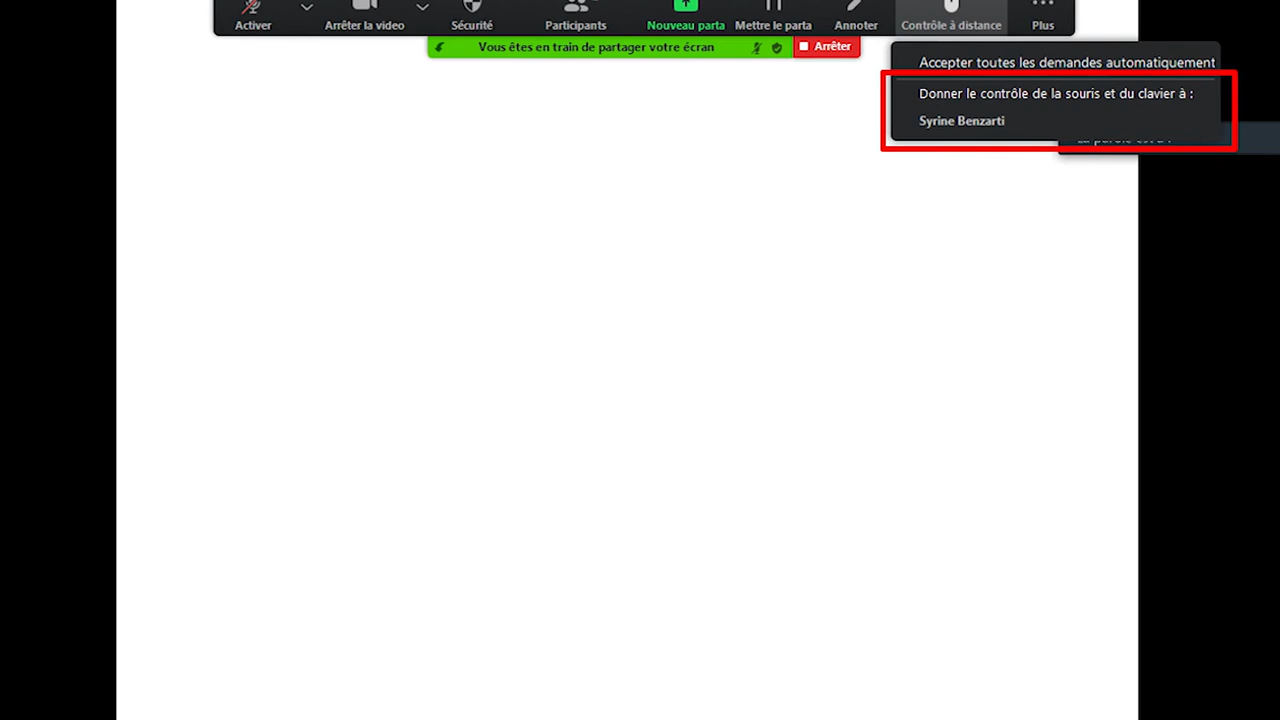 Activer
Arrêter la video
Sécurité
Participants
Nouveau parta
Mettre le parta
Annoter
Contrôle à distance
Plus
Vous êtes en train de partager votre écran
Arrêter
Accepter toutes les demandes automatiquement
Donner le contrôle de la souris et du clavier à :
Syrine Benzarti